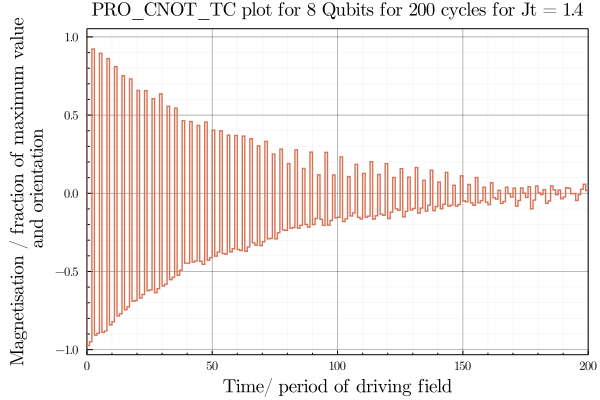 PRO_CNOT_TC plot for 8 Qubits for 200 cycles for Jt = 1.4
Magnetisation / fraction of maximum value
and orientation
1.0
0.5
0.0
−0.5
−1.0
0 50 100 150 200
Time/ period of driving field